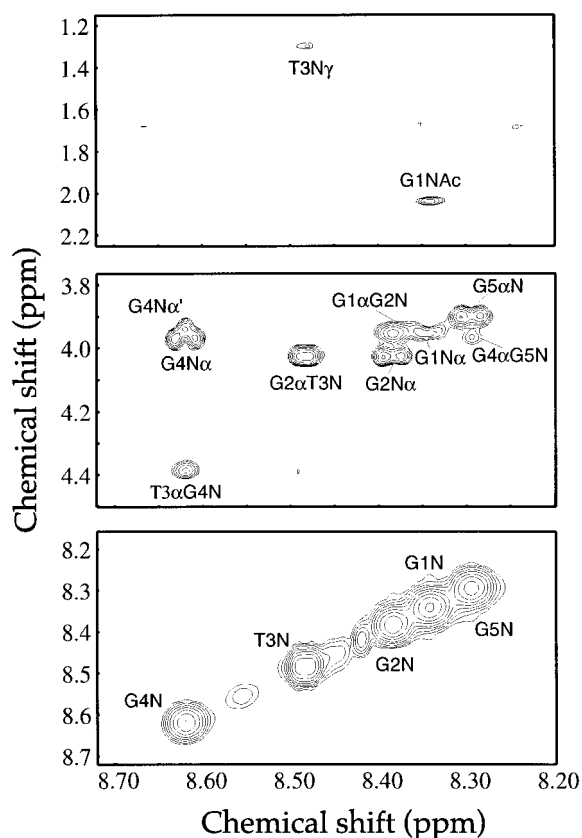 1.2
1.4
T3Nγ
1.6
1.8
G1NAc
2.0
2.2
Chemical shift (ppm)
3.8
G4Nα'
G1αG2N
G5αN
4.0
G4Nα
G2αT3N
G2Nα
G1Nα
G4αG5N
4.2
4.4
T3αG4N
8.2
G1N
8.3
T3N
8.4
G2N
G5N
8.5
G4N
8.6
8.7
8.70 8.60 8.50 8.40 8.30 8.20
Chemical shift (ppm)